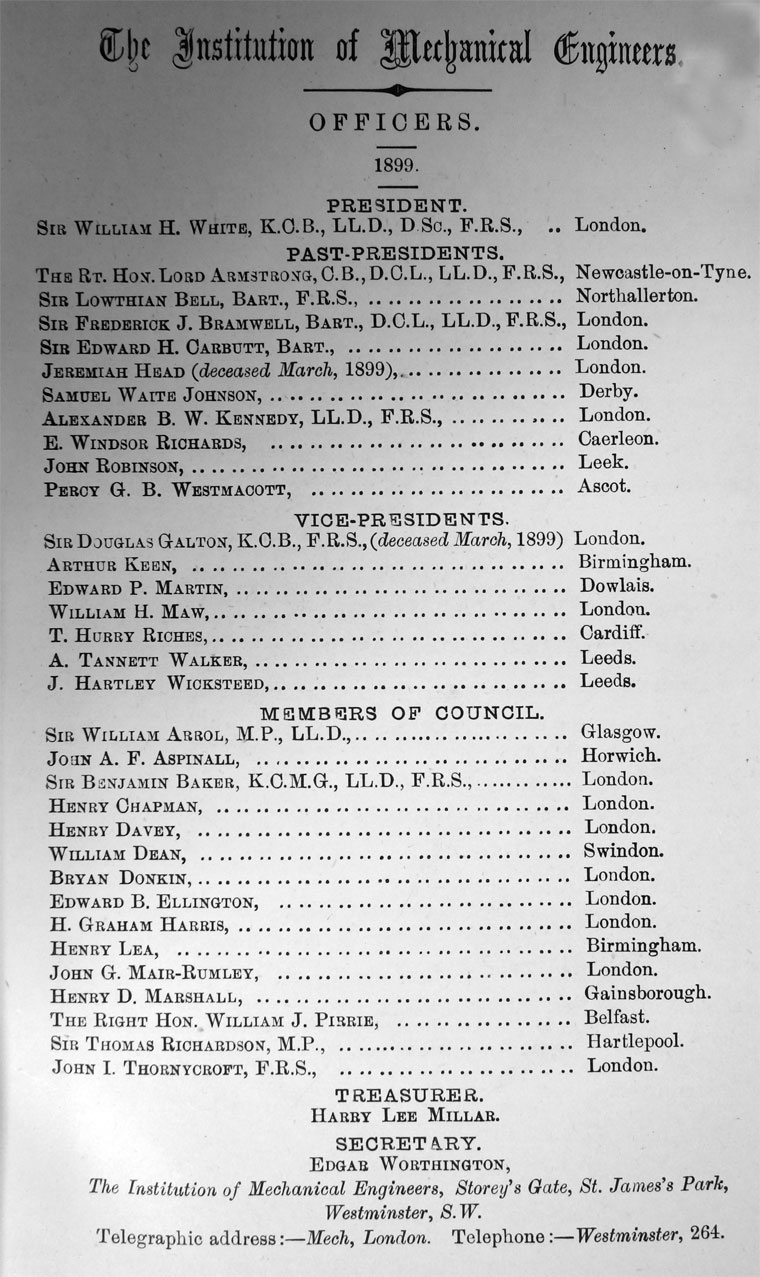 The Institution of Mechanical Engineers.
OFFICERS.
1899.
PRESIDENT.
SIR WILLIAM H. WHITE, K.C.B., LL.D., D Sc., F.R.S., .. London.
PAST-PRESIDENTS.
THE RT. HON. LORD ARMSTRONG, C.B., D.C.L., LL.D., F.R.S., Newcastle-on-Tyne.
SIR LOWTHIAN BELL, BART., F.R.S., .. .. .. .. .. .. .. .. .. .. Northallerton.
SIR FREDERICK J. BRAMWELL, BART., D.C.L., LL.D., F.R.S., London.
SIR EDWARD H. CARBUTT, BART., .. .. .. .. .. .. .. .. .. .. .. London.
JEREMIAH HEAD (deceased March, 1899), .. .. .. .. .. .. .. .. London.
SAMUEL WAITE JOHNSON, .. .. .. .. .. .. .. .. .. .. .. .. .. .. Derby.
ALEXANDER B. W. KENNEDY, LL.D., F.R.S., .. .. .. .. .. .. London.
E. WINDSOR RICHARDS, .. .. .. .. .. .. .. .. .. .. .. .. .. .. Caerleon.
JOHN ROBINSON, .. .. .. .. .. .. .. .. .. .. .. .. .. .. .. .. .. .. Leek.
PERCY G. B. WESTMACOTT, .. .. .. .. .. .. .. .. .. .. .. .. Ascot.
VICE-PRESIDENTS.
SIR DOUGLAS GALTON, K.C.B., F.R.S., (deceased March, 1899) London.
ARTHUR KEEN, .. .. .. .. .. .. .. .. .. .. .. .. .. .. .. .. .. .. Birmingham.
EDWARD P. MARTIN, .. .. .. .. .. .. .. .. .. .. .. .. .. .. .. .. Dowlais.
WILLIAM H. MAW, .. .. .. .. .. .. .. .. .. .. .. .. .. .. .. .. .. London.
T. HURRY RICHES, .. .. .. .. .. .. .. .. .. .. .. .. .. .. .. .. .. Cardiff.
A. TANNETT WALKER, .. .. .. .. .. .. .. .. .. .. .. .. .. .. .. Leeds.
J. HARTLEY WICKSTEED, .. .. .. .. .. .. .. .. .. .. .. .. .. .. Leeds.
MEMBERS OF COUNCIL.
SIR WILLIAM ARROL, M.P., LL.D., .. .. .. .. .. .. .. .. .. .. Glasgow.
JOHN A. F. ASPINALL, .. .. .. .. .. .. .. .. .. .. .. .. .. .. .. Horwich.
SIR BENJAMIN BAKER, K.C.M.G., LL.D., F.R.S., .. .. .. .. .. London.
HENRY CHAPMAN, .. .. .. .. .. .. .. .. .. .. .. .. .. .. .. .. .. London.
HENRY DAVEY, .. .. .. .. .. .. .. .. .. .. .. .. .. .. .. .. .. .. London.
WILLIAM DEAN, .. .. .. .. .. .. .. .. .. .. .. .. .. .. .. .. .. .. Swindon.
BRYAN DONKIN, .. .. .. .. .. .. .. .. .. .. .. .. .. .. .. .. .. .. London.
EDWARD B. ELLINGTON, .. .. .. .. .. .. .. .. .. .. .. .. .. .. London.
H. GRAHAM HARRIS, .. .. .. .. .. .. .. .. .. .. .. .. .. .. .. .. London.
HENRY LEA, .. .. .. .. .. .. .. .. .. .. .. .. .. .. .. .. .. .. .. Birmingham.
JOHN G. MAIR-RUMLEY, .. .. .. .. .. .. .. .. .. .. .. .. .. .. London.
HENRY D. MARSHALL, .. .. .. .. .. .. .. .. .. .. .. .. .. .. .. Gainsborough.
THE RIGHT HON. WILLIAM J. PIRRIE, .. .. .. .. .. .. .. .. Belfast.
SIR THOMAS RICHARDSON, M.P., .. .. .. .. .. .. .. .. .. .. .. Hartlepool.
JOHN I. THORNYCROFT, F.R.S., .. .. .. .. .. .. .. .. .. .. .. London.
TREASURER.
HARRY LEE MILLAR.
SECRETARY.
EDGAR WORTHINGTON,
The Institution of Mechanical Engineers, Storey's Gate, St. James's Park,
Westminster, S.W.
Telegraphic address:—Mech, London. Telephone:—Westminster, 264.